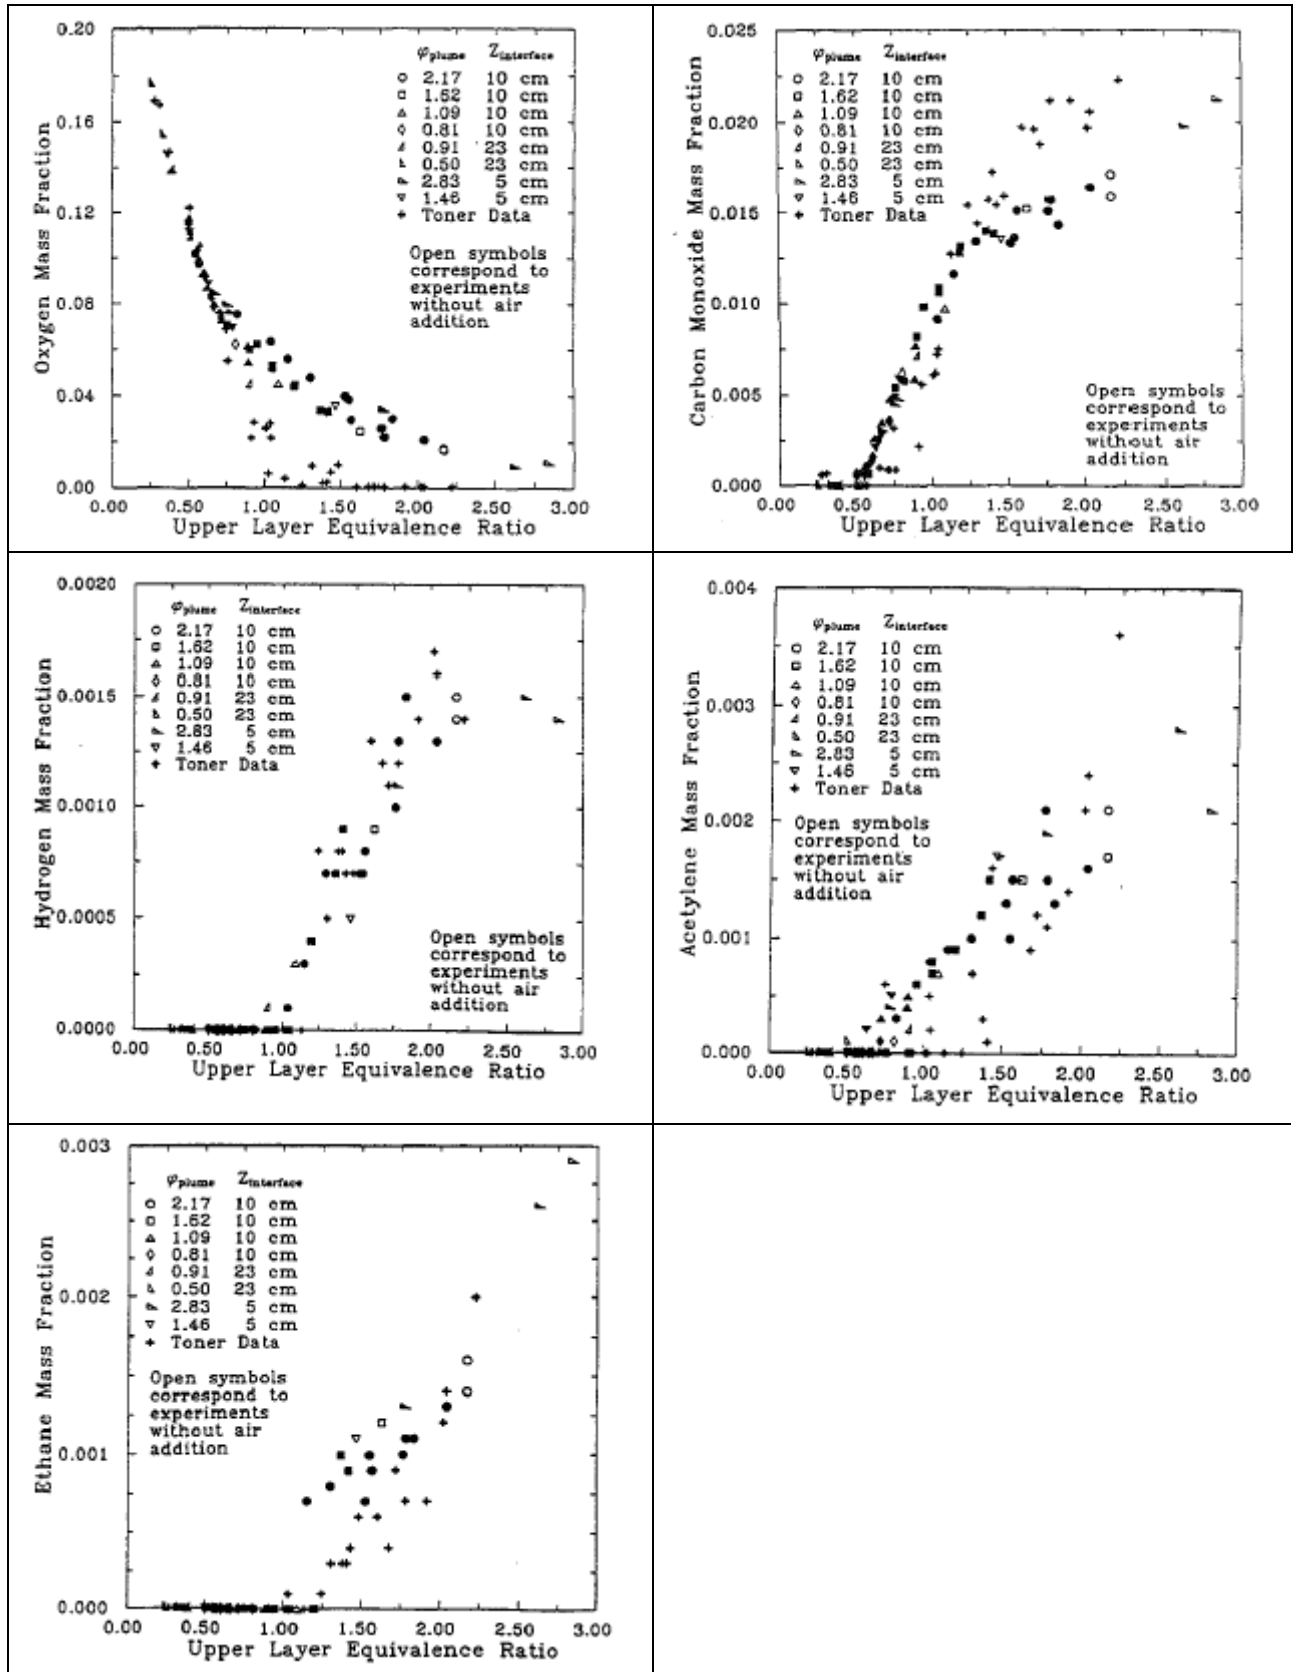 0.20
0.16
0.12
0.08
0.04
0.00
Oxygen Mass Fraction
φplume Zinterface
2.17 10 cm
1.62 10 cm
1.09 10 cm
0.81 10 cm
0.91 23 cm
0.50 23 cm
2.83 5 cm
1.46 5 cm
Toner Data
Open symbols
correspond to
experiments
without air
addition
0.00 0.50 1.00 1.50 2.00 2.50 3.00
Upper Layer Equivalence Ratio
0.025
0.020
0.015
0.010
0.005
0.000
Carbon Monoxide Mass Fraction
φplume Zinterface
2.17 10 cm
1.62 10 cm
1.09 10 cm
0.81 10 cm
0.91 23 cm
0.50 23 cm
2.83 5 cm
1.46 5 cm
Toner Data
Open symbols
correspond to
experiments
without air
addition
0.00 0.50 1.00 1.50 2.00 2.50 3.00
Upper Layer Equivalence Ratio
0.0020
0.0015
0.0010
0.0005
0.0000
Hydrogen Mass Fraction
φplume Zinterface
2.17 10 cm
1.62 10 cm
1.09 10 cm
0.81 10 cm
0.91 23 cm
0.50 23 cm
2.83 5 cm
1.46 5 cm
Toner Data
Open symbols
correspond to
experiments
without air
addition
0.00 0.50 1.00 1.50 2.00 2.50 3.00
Upper Layer Equivalence Ratio
0.004
0.003
0.002
0.001
0.000
Acetylene Mass Fraction
φplume Zinterface
2.17 10 cm
1.62 10 cm
1.09 10 cm
0.81 10 cm
0.91 23 cm
0.50 23 cm
2.83 5 cm
1.46 5 cm
Toner Data
Open symbols
correspond to
experiments
without air
addition
0.00 0.50 1.00 1.50 2.00 2.50 3.00
Upper Layer Equivalence Ratio
0.003
0.002
0.001
0.000
Ethane Mass Fraction
φplume Zinterface
2.17 10 cm
1.62 10 cm
1.09 10 cm
0.81 10 cm
0.91 23 cm
0.50 23 cm
2.83 5 cm
1.46 5 cm
Toner Data
Open symbols
correspond to
experiments
without air
addition
0.00 0.50 1.00 1.50 2.00 2.50 3.00
Upper Layer Equivalence Ratio